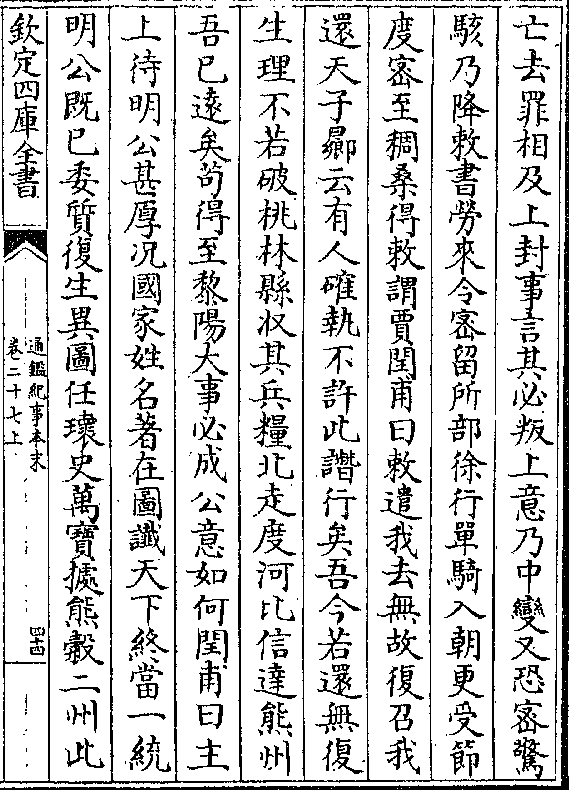 亡去罪相及上封事言其必叛上意乃中變又恐密驚
駭乃降敕書勞來令密留所部徐行單騎入朝更受節
度密至稠桑得敕謂賈閏甫曰敕遣我去無故復召我
還天子曏云有人確執不許此譖行矣吾今若還無復
生理不若破桃林縣收其兵糧北走度河比信達熊州
吾已遠矣茍得至黎陽大事必成公意如何閏甫曰主
上待明公甚厚況國家姓名著在圖讖天下終當一統
明公既已委質復生異圖任瓌史萬寶據熊穀二州此
欽定四庫全書
通鑑紀事本末
卷二十七上
四十四